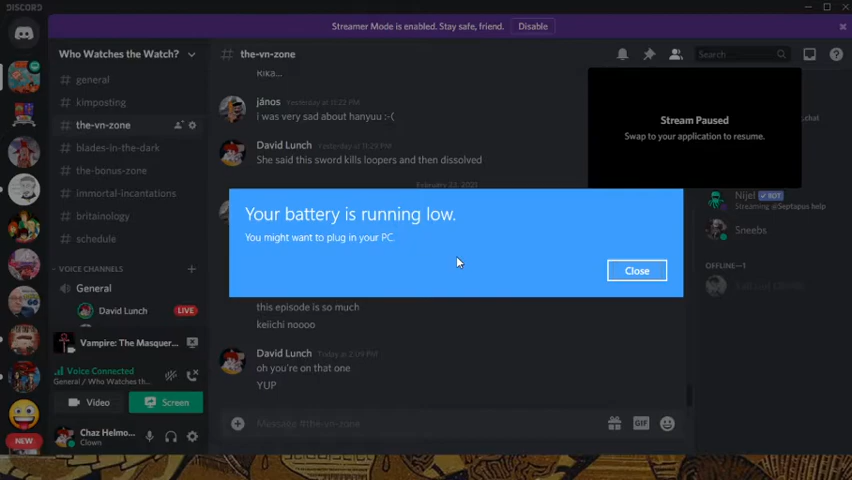 DISCORD
Streamer Mode is enabled. Stay safe, friend.
Disable
Who Watches the Watch?
# the-vn-zone
Search
# general
# kimposting
# the-vn-zone
# blades-in-the-dark
# the-bonus-zone
# immortal-incantations
# britainology
# schedule
VOICE CHANNELS
General
David Lunch
LIVE
Vampire: The Masquer...
Voice Connected
General / Who Watches th...
Video
Screen
Chaz Helmo...
Clown
NEW
Rika...
jános Yesterday at 11:22 PM
i was very sad about hanyuu :-(
David Lunch Yesterday at 11:29 PM
She said this sword kills loopers and then dissolved
February 23, 2021
Your battery is running low.
You might want to plug in your PC.
Close
this episode is so much
keiichi noooo
David Lunch Today at 2:09 PM
oh you're on that one
YUP
Message #the-vn-zone
GIF
Stream Paused
Swap to your application to resume.
.chat
Nijel
BOT
Streaming @Septapus help
Sneebs
OFFLINE—1